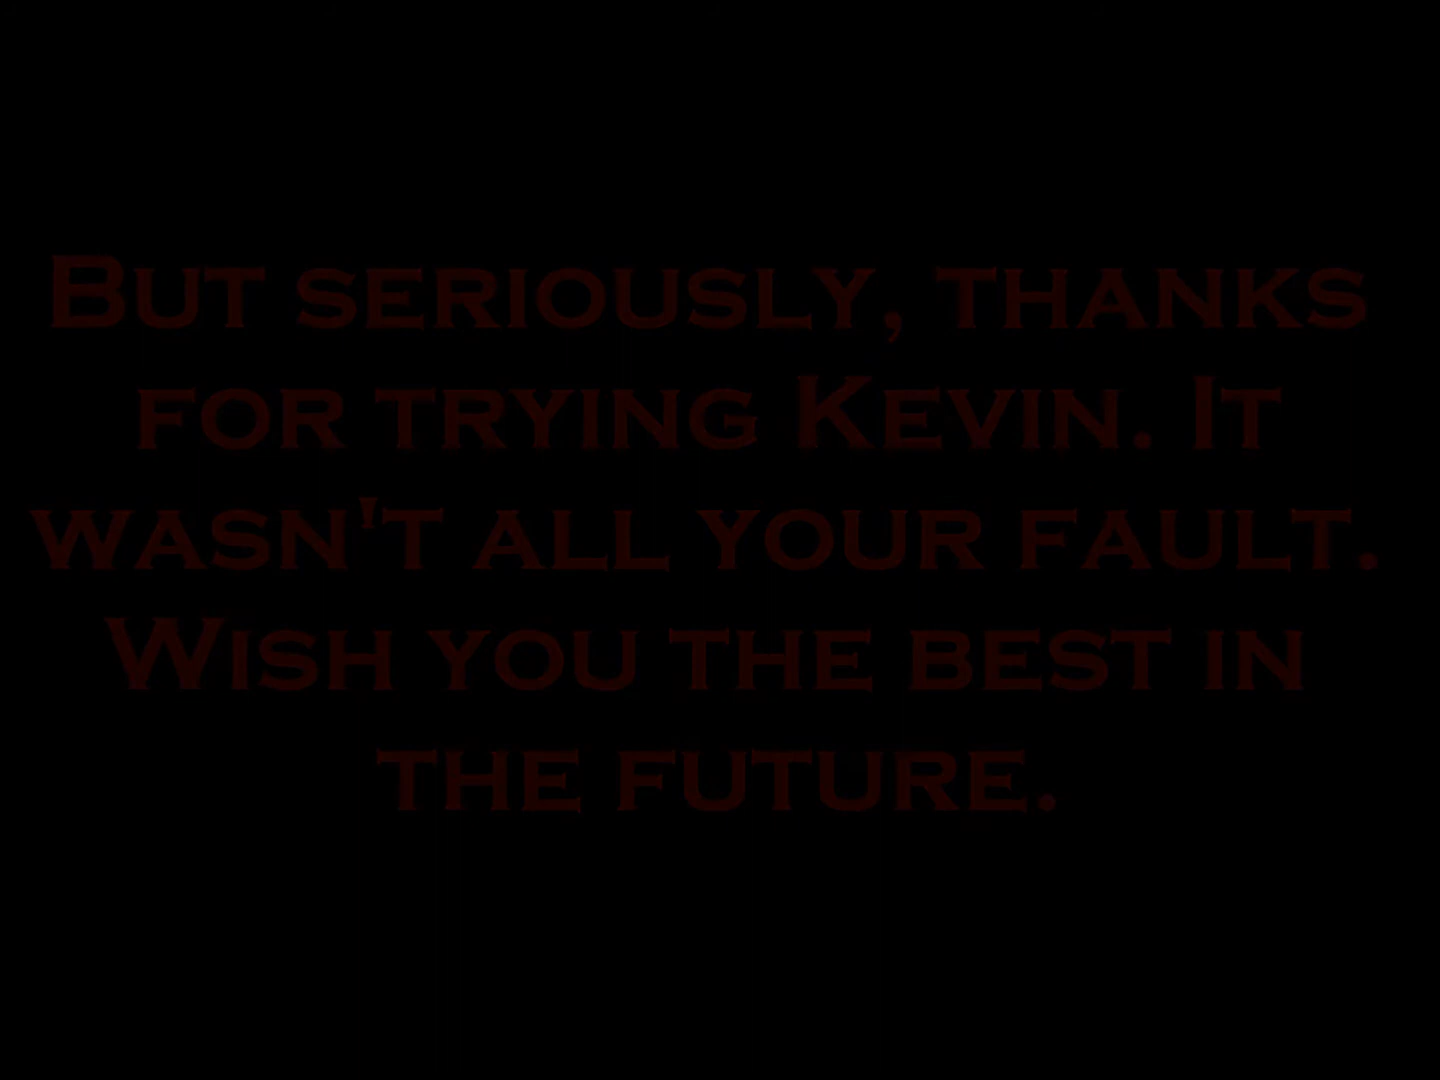 But seriously, thanks
for trying Kevin. It
wasn't all your fault.
Wish you the best in
the future.